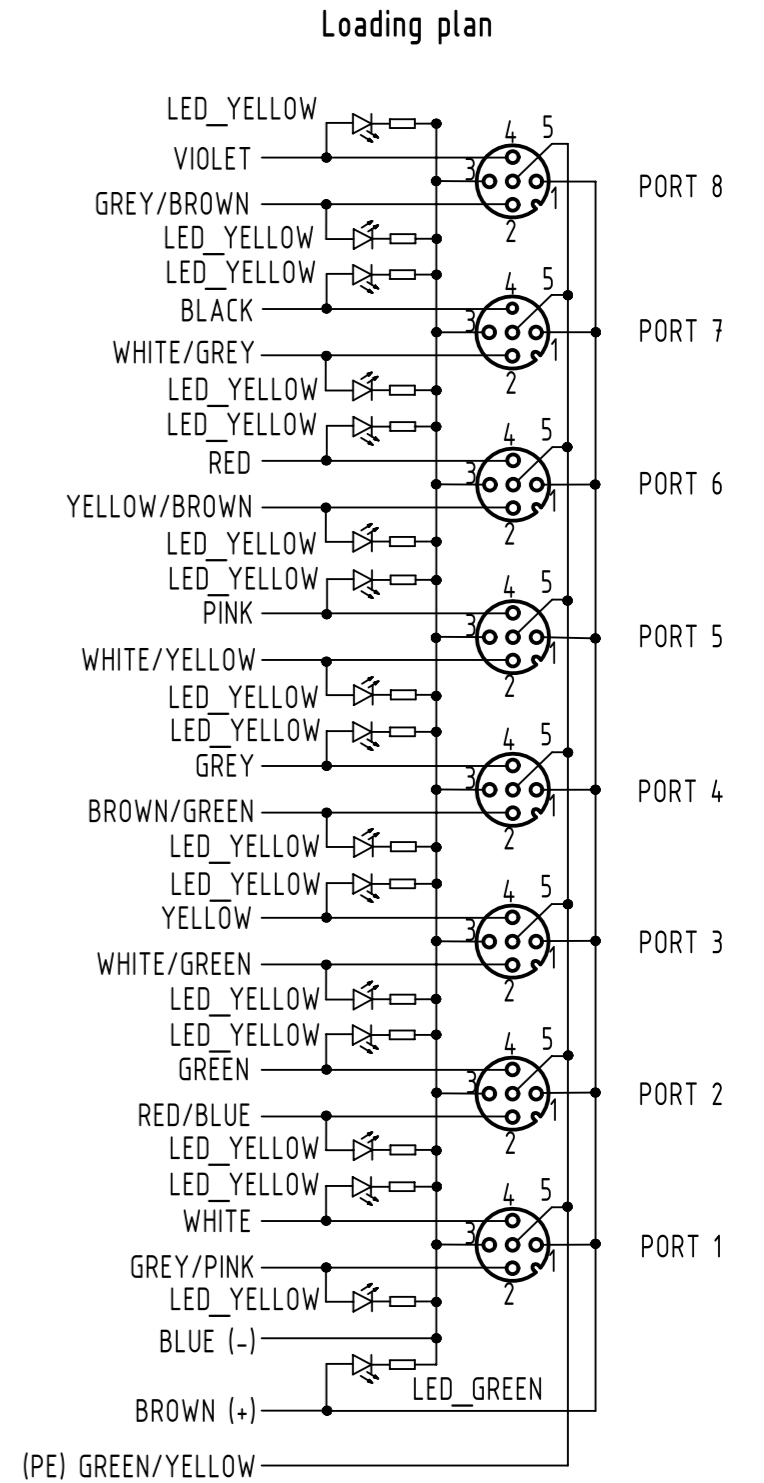 Loading plan
LED_YELLOW
4 5
VIOLET
3
PORT 8
GREY/BROWN
1
LED_YELLOW
2
LED_YELLOW
4 5
BLACK
3
PORT 7
WHITE/GREY
1
LED_YELLOW
2
LED_YELLOW
4 5
RED
3
PORT 6
YELLOW/BROWN
1
LED_YELLOW
2
LED_YELLOW
4 5
PINK
3
PORT 5
WHITE/YELLOW
1
LED_YELLOW
2
LED_YELLOW
4 5
GREY
3
PORT 4
BROWN/GREEN
1
LED_YELLOW
2
LED_YELLOW
4 5
YELLOW
3
PORT 3
WHITE/GREEN
1
LED_YELLOW
2
LED_YELLOW
4 5
GREEN
3
PORT 2
RED/BLUE
1
LED_YELLOW
2
LED_YELLOW
4 5
WHITE
3
PORT 1
GREY/PINK
1
LED_YELLOW
2
BLUE (-)
LED_GREEN
BROWN (+)
(PE) GREEN/YELLOW